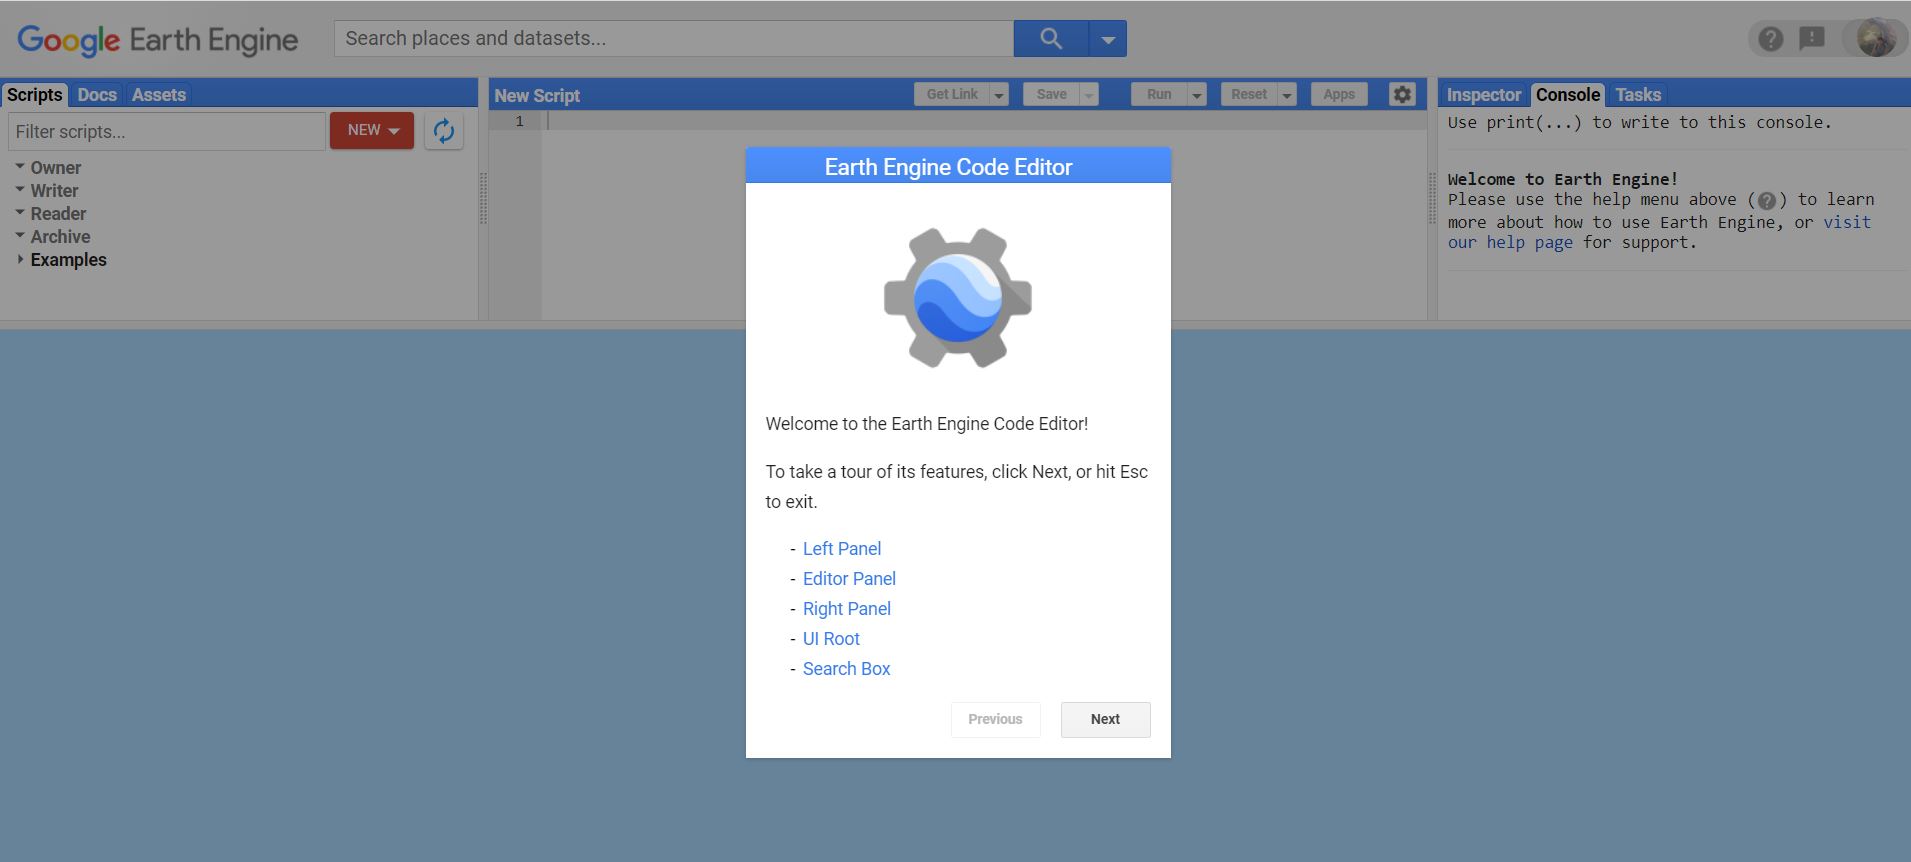 Google Earth Engine
Search places and datasets...
Scripts Docs Assets
Filter scripts...
NEW
Owner
Writer
Reader
Archive
Examples
New Script
Get Link
Save
Run
Reset
Apps
1
Inspector Console Tasks
Use print(...) to write to this console.
Welcome to Earth Engine!
Please use the help menu above (?) to learn
more about how to use Earth Engine, or visit
our help page for support.
Earth Engine Code Editor
Welcome to the Earth Engine Code Editor!
To take a tour of its features, click Next, or hit Esc
to exit.
- Left Panel
- Editor Panel
- Right Panel
- UI Root
- Search Box
Previous
Next